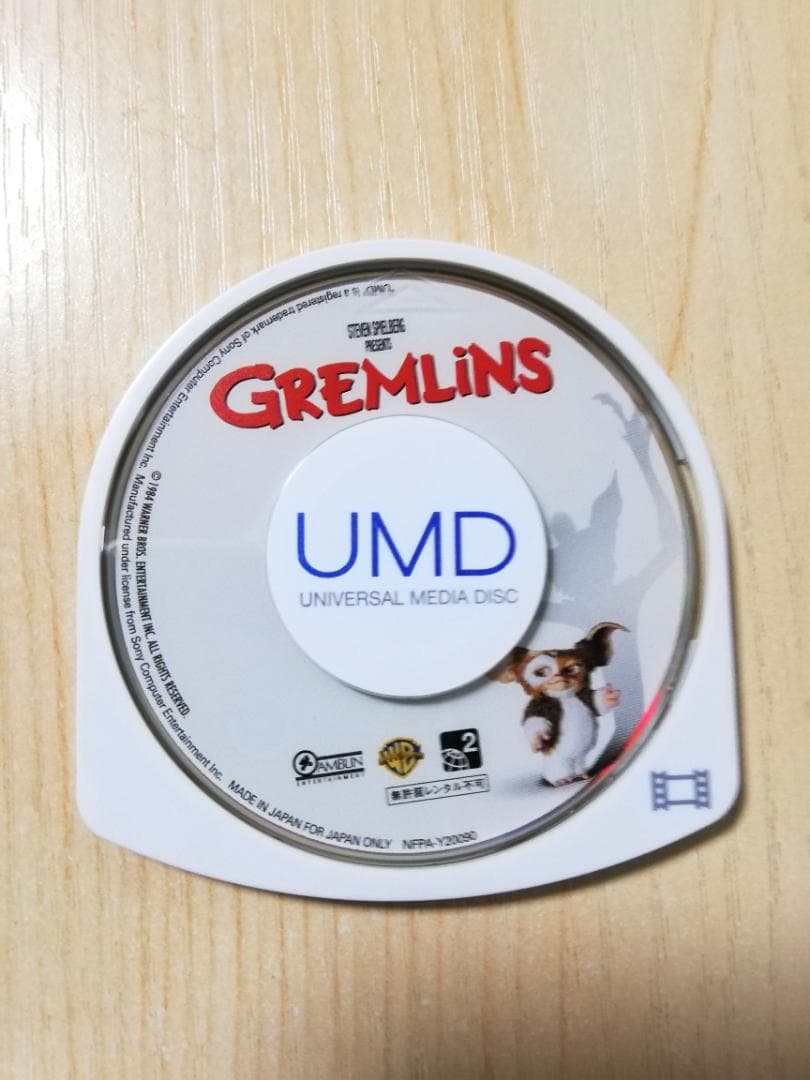 STEVEN SPIELBERG
PRESENTS
GREMLiNS
UMD
UNIVERSAL MEDIA DISC
"UMD" is a registered trademark of Sony Computer Entertainment Inc. Manufactured under license from Sony Computer Entertainment Inc.
©1984 WARNER BROS. ENTERTAINMENT INC. ALL RIGHTS RESERVED.
AMBLIN
ENTERTAINMENT
WB
2
無許諾レンタル不可
MADE IN JAPAN FOR JAPAN ONLY NFPA-Y20090